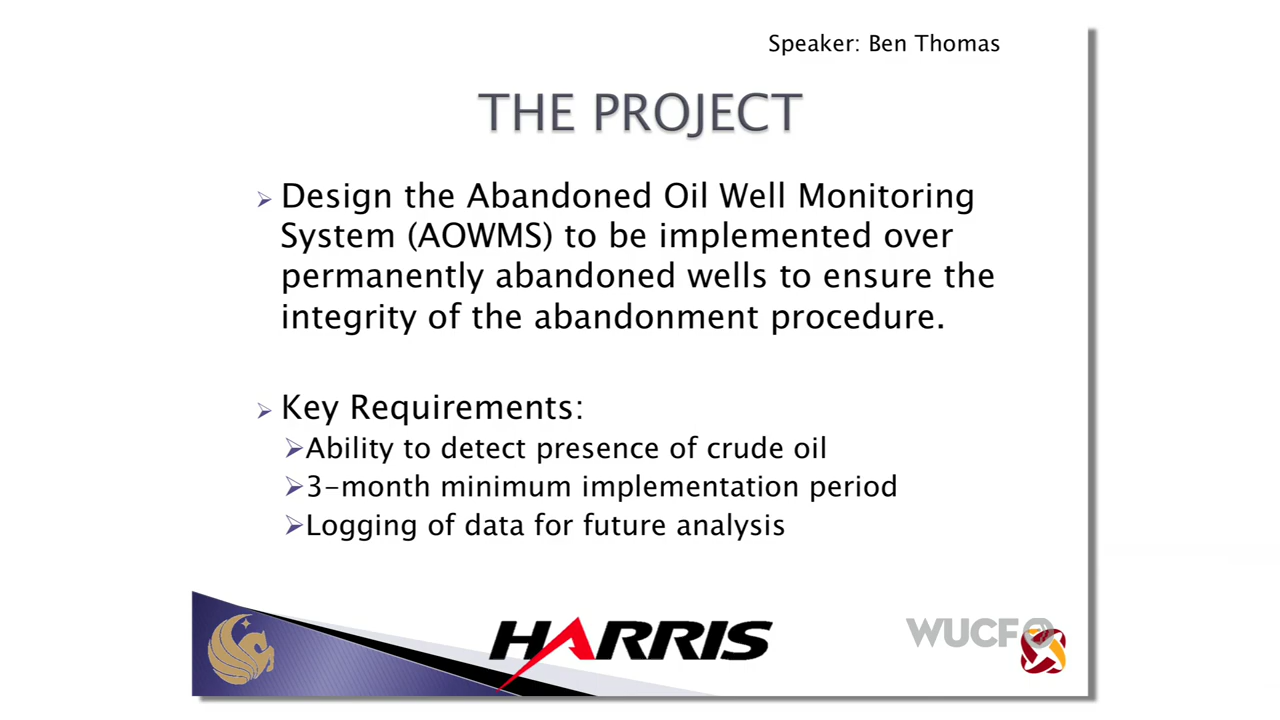 Speaker: Ben Thomas
THE PROJECT
Design the Abandoned Oil Well Monitoring
System (AOWMS) to be implemented over
permanently abandoned wells to ensure the
integrity of the abandonment procedure.
Key Requirements:
Ability to detect presence of crude oil
3-month minimum implementation period
Logging of data for future analysis
HARRIS
WUCF